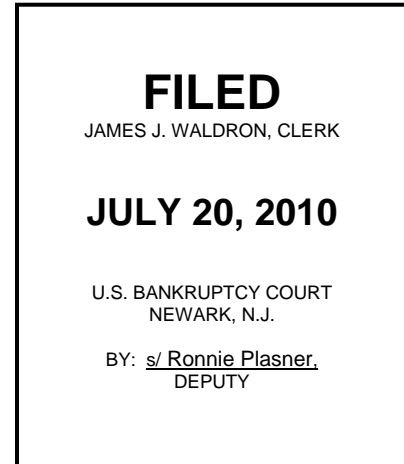 FILED
JAMES J. WALDRON, CLERK
JULY 20, 2010
U.S. BANKRUPTCY COURT
NEWARK, N.J.
BY: s/ Ronnie Plasner,
DEPUTY